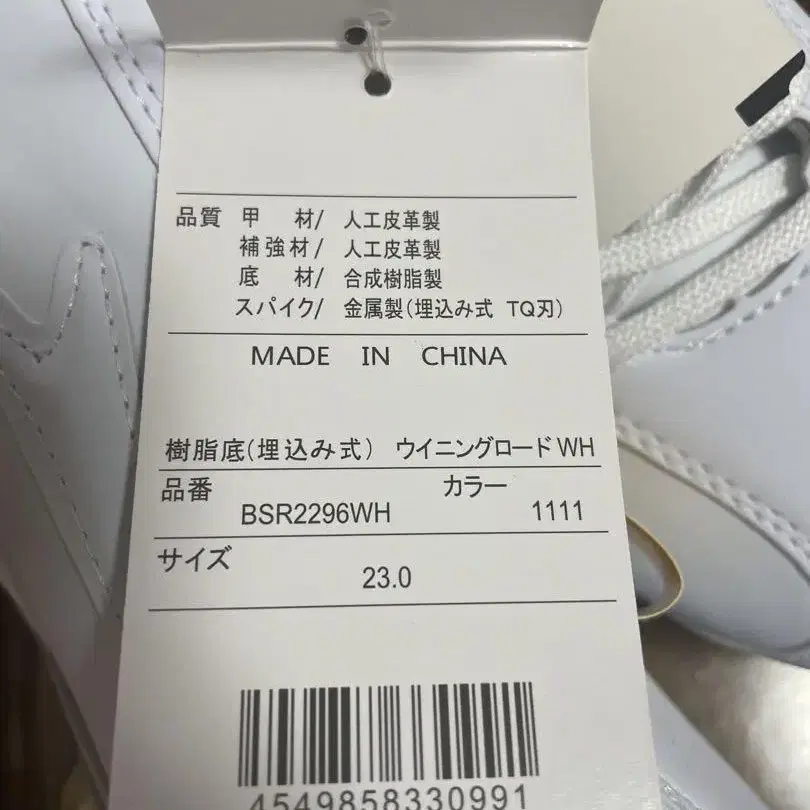 品質 甲 材/ 人工皮革製
補強材/ 人工皮革製
底 材/ 合成樹脂製
スパイク/ 金属製(埋込み式 TQ刃)
MADE IN CHINA
樹脂底(埋込み式) ウイニングロードWH
品番 カラー
BSR2296WH 1111
サイズ
23.0
4549858330991